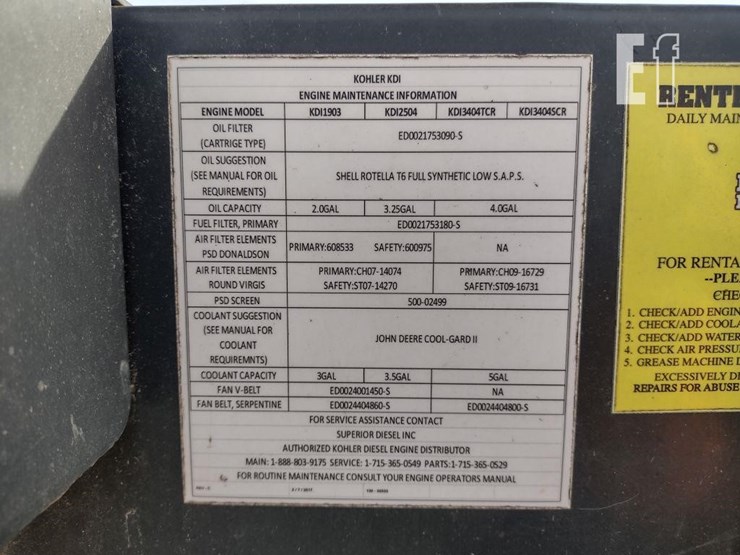 Ef
KOHLER KDI
ENGINE MAINTENANCE INFORMATION
ENGINE MODEL KDI1903 KDI2504 KDI3404TCR KDI3404SCR
OIL FILTER
(CARTRIGE TYPE) ED0021753090-S
OIL SUGGESTION
(SEE MANUAL FOR OIL
REQUIREMENTS) SHELL ROTELLA T6 FULL SYNTHETIC LOW S.A.P.S.
OIL CAPACITY 2.0GAL 3.25GAL 4.0GAL
FUEL FILTER, PRIMARY ED0021753180-S
AIR FILTER ELEMENTS
PSD DONALDSON PRIMARY:608533 SAFETY:600975 NA
AIR FILTER ELEMENTS PRIMARY:CH07-14074 PRIMARY:CH09-16729
ROUND VIRGIS SAFETY:ST07-14270 SAFETY:ST09-16731
PSD SCREEN 500-02499
COOLANT SUGGESTION
(SEE MANUAL FOR
COOLANT
REQUIREMNTS) JOHN DEERE COOL-GARD II
COOLANT CAPACITY 3GAL 3.5GAL 5GAL
FAN V-BELT ED0024001450-S NA
FAN BELT, SERPENTINE ED0024404860-S ED0024404800-S
FOR SERVICE ASSISTANCE CONTACT
SUPERIOR DIESEL INC
AUTHORIZED KOHLER DIESEL ENGINE DISTRIBUTOR
MAIN: 1-888-803-9175 SERVICE: 1-715-365-0549 PARTS:1-715-365-0529
FOR ROUTINE MAINTENANCE CONSULT YOUR ENGINE OPERATORS MANUAL
RENT
DAILY MAIN
FOR RENTA
--PLE
CHE
1. CHECK/ADD ENGIN
2. CHECK/ADD COOLA
3. CHECK/ADD WATER
4. CHECK AIR PRESSU
5. GREASE MACHINE D
EXCESSIVELY DI
REPAIRS FOR ABUSE